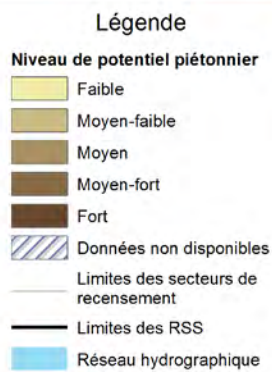 Légende
Niveau de potentiel piétonnier
Faible
Moyen-faible
Moyen
Moyen-fort
Fort
Données non disponibles
Limites des secteurs de
recensement
Limites des RSS
Réseau hydrographique